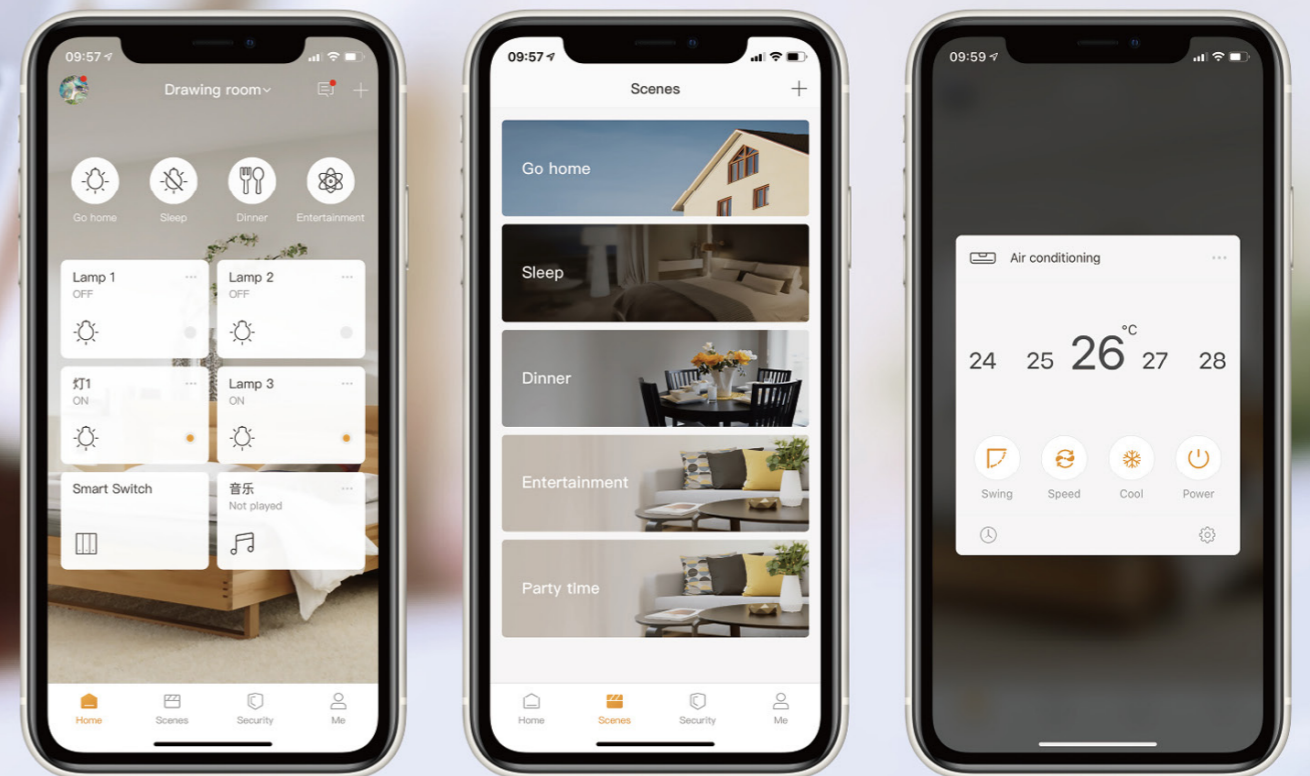 09:57
Drawing room
Go home
Sleep
Dinner
Entertainment
Lamp 1
OFF
Lamp 2
OFF
灯1
ON
Lamp 3
ON
Smart Switch
音乐
Not played
Home
Scenes
Security
Me
09:57
Scenes
Go home
Sleep
Dinner
Entertainment
Party time
Home
Scenes
Security
Me
09:59
Air conditioning
24 25 26°C 27 28
Swing
Speed
Cool
Power